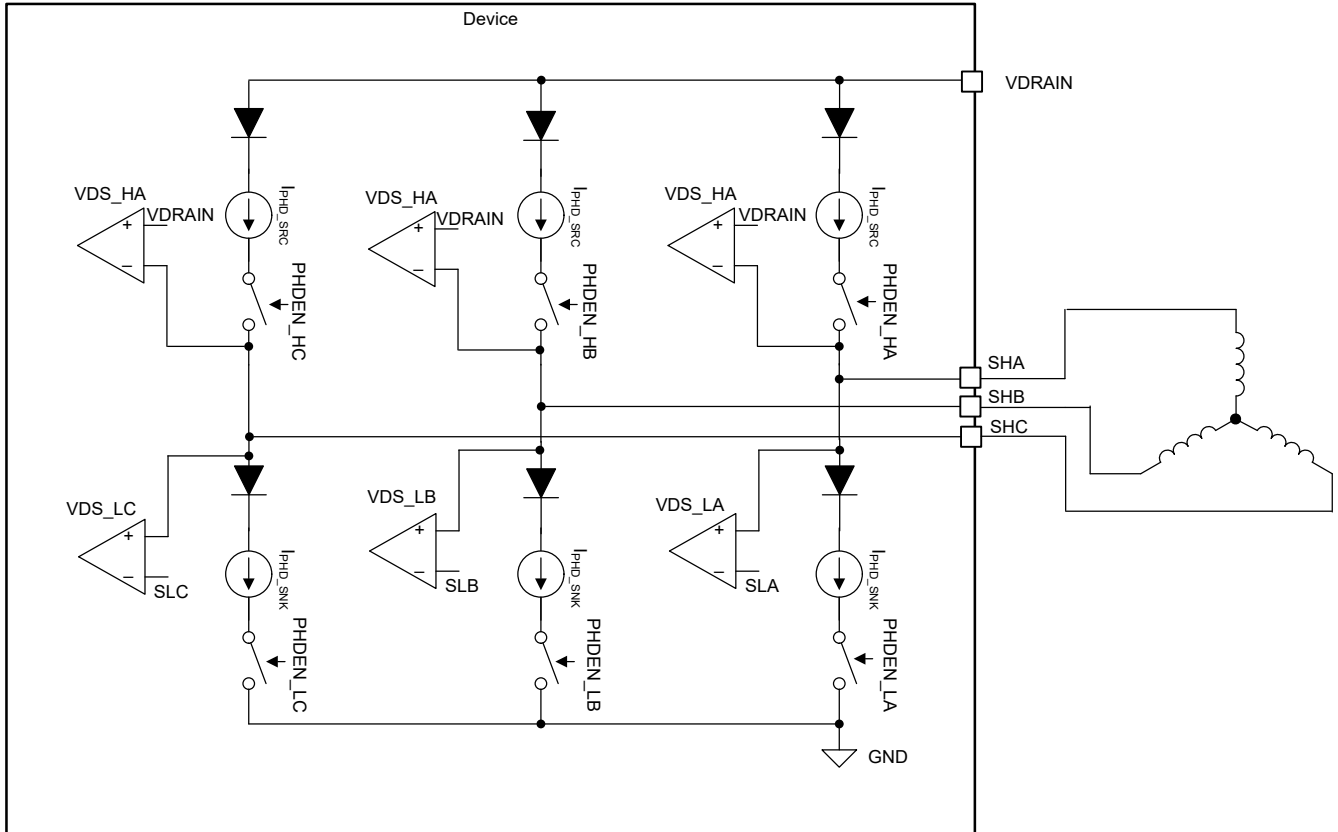 Device
VDRAIN
VDS_HA
VDRAIN
IPHD_SRC
PHDEN_HC
VDS_HA
VDRAIN
IPHD_SRC
PHDEN_HB
VDS_HA
VDRAIN
IPHD_SRC
PHDEN_HA
+
−
+
−
+
−
SHA
SHB
SHC
VDS_LC
SLC
IPHD_SNK
PHDEN_LC
VDS_LB
SLB
IPHD_SNK
PHDEN_LB
VDS_LA
SLA
IPHD_SNK
PHDEN_LA
+
−
+
−
+
−
GND